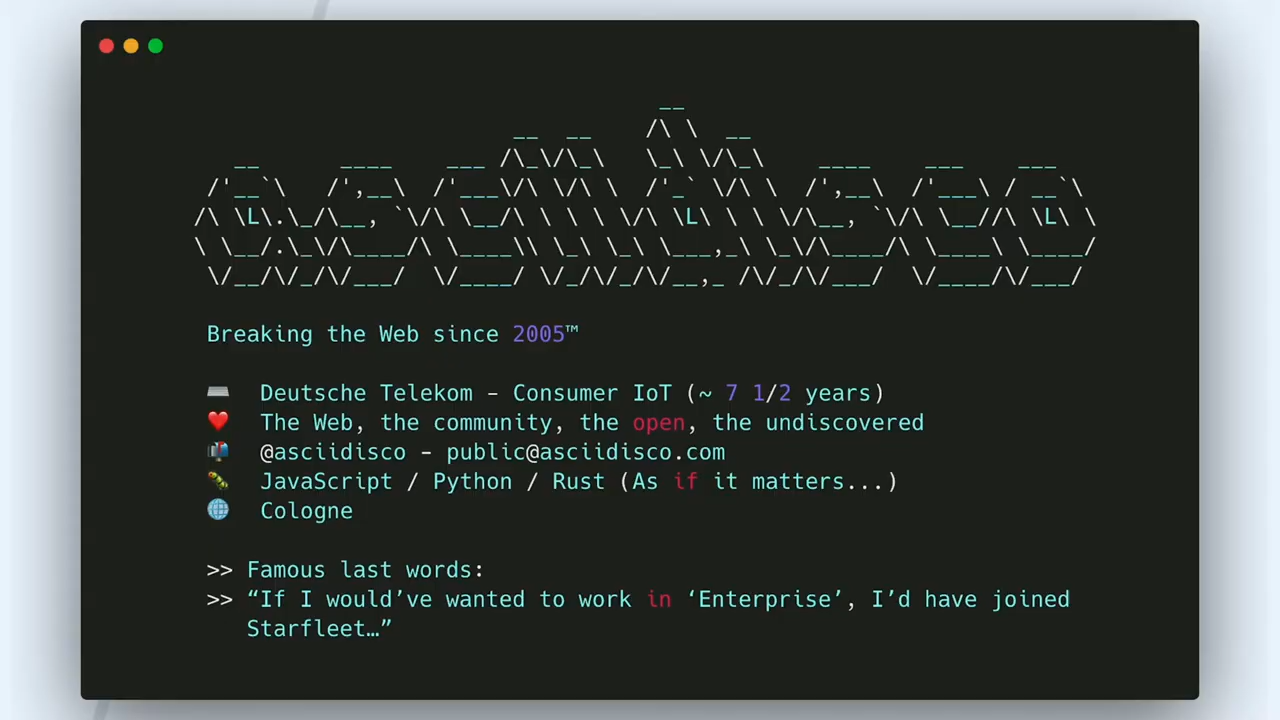 asciidisco
Breaking the Web since 2005™
Deutsche Telekom – Consumer IoT (~ 7 1/2 years)
The Web, the community, the open, the undiscovered
@asciidisco – public@asciidisco.com
JavaScript / Python / Rust (As if it matters...)
Cologne
>> Famous last words:
>> “If I would’ve wanted to work in ‘Enterprise’, I’d have joined
Starfleet…”